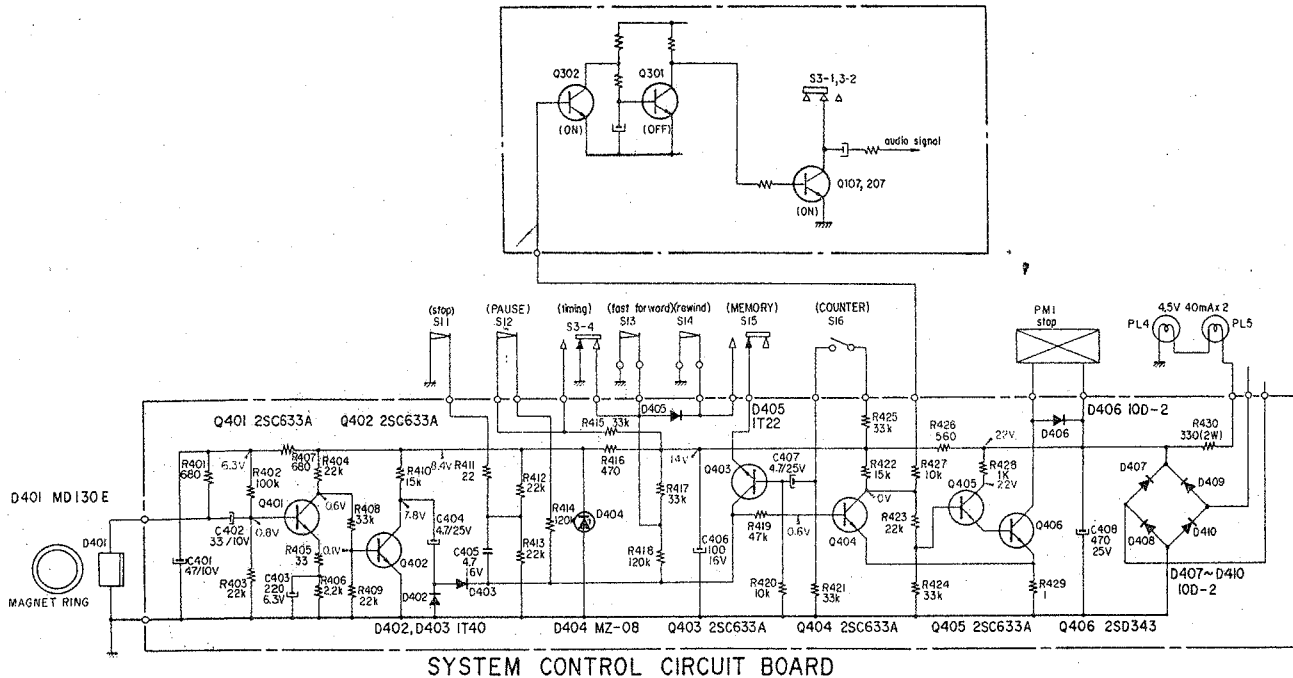 Q302
(ON)
Q301
(OFF)
S3-1,3-2
audio signal
Q107, 207
(ON)
(stop)
S11
(PAUSE)
S12
(timing)
S3-4
(fast forward)
S13
(rewind)
S14
(MEMORY)
S15
(COUNTER)
S16
PM1
stop
4.5V 40mA x 2
PL4
PL5
Q401 2SC633A
Q402 2SC633A
R415 33k
D405
D405
1T22
D406 10D-2
D406
R401
680
6.3V
R402
100k
R407
680
R404
22k
8.4V
R410
15k
R411
22
R412
22k
R416
470
14V
Q403
C407
4.7/25V
R425
33k
R422
15k
R427
10k
R426
560
22V
R428
1K
22V
R430
330(2W)
D407
D409
D408
D410
D401 MD130E
D401
MAGNET RING
Q401
0.6V
0.8V
C402
33/10V
C401
47/10V
R403
22k
R405
33
C403
220
6.3V
R406
2.2k
R408
33k
0.1V
R409
22k
Q402
7.8V
C404
4.7/25V
D402
D403
C405
4.7
16V
R414
120k
R413
22k
D404
R417
33k
R418
120k
C406
100
16V
R419
47k
0.6V
R420
10k
R421
33k
Q404
0V
R423
22k
R424
33k
Q405
Q406
R429
1
C408
470
25V
D407~D410
10D-2
D402, D403 1T40
D404 MZ-08
Q403 2SC633A
Q404 2SC633A
Q405 2SC633A
Q406 2SD343
SYSTEM CONTROL CIRCUIT BOARD